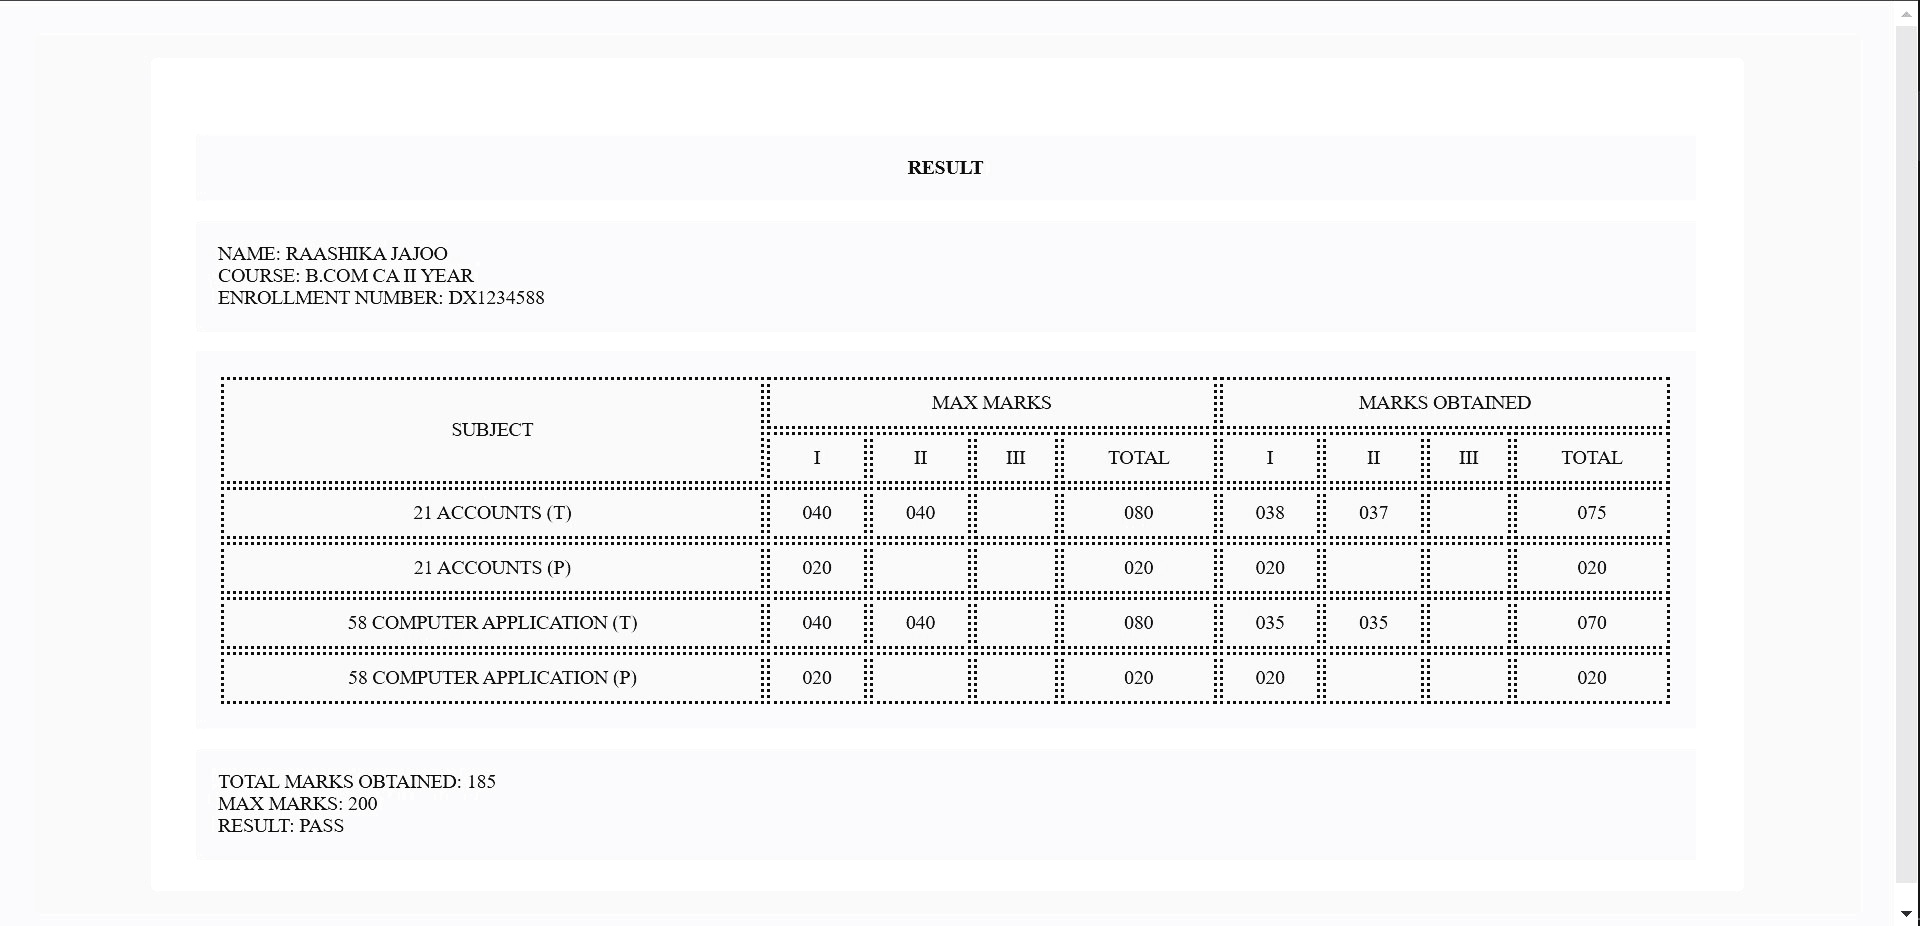 RESULT
NAME: RAASHIKA JAJOO
COURSE: B.COM CA II YEAR
ENROLLMENT NUMBER: DX1234588
SUBJECT MAX MARKS MARKS OBTAINED
I II III TOTAL I II III TOTAL
21 ACCOUNTS (T) 040 040 080 038 037 075
21 ACCOUNTS (P) 020 020 020 020
58 COMPUTER APPLICATION (T) 040 040 080 035 035 070
58 COMPUTER APPLICATION (P) 020 020 020 020
TOTAL MARKS OBTAINED: 185
MAX MARKS: 200
RESULT: PASS